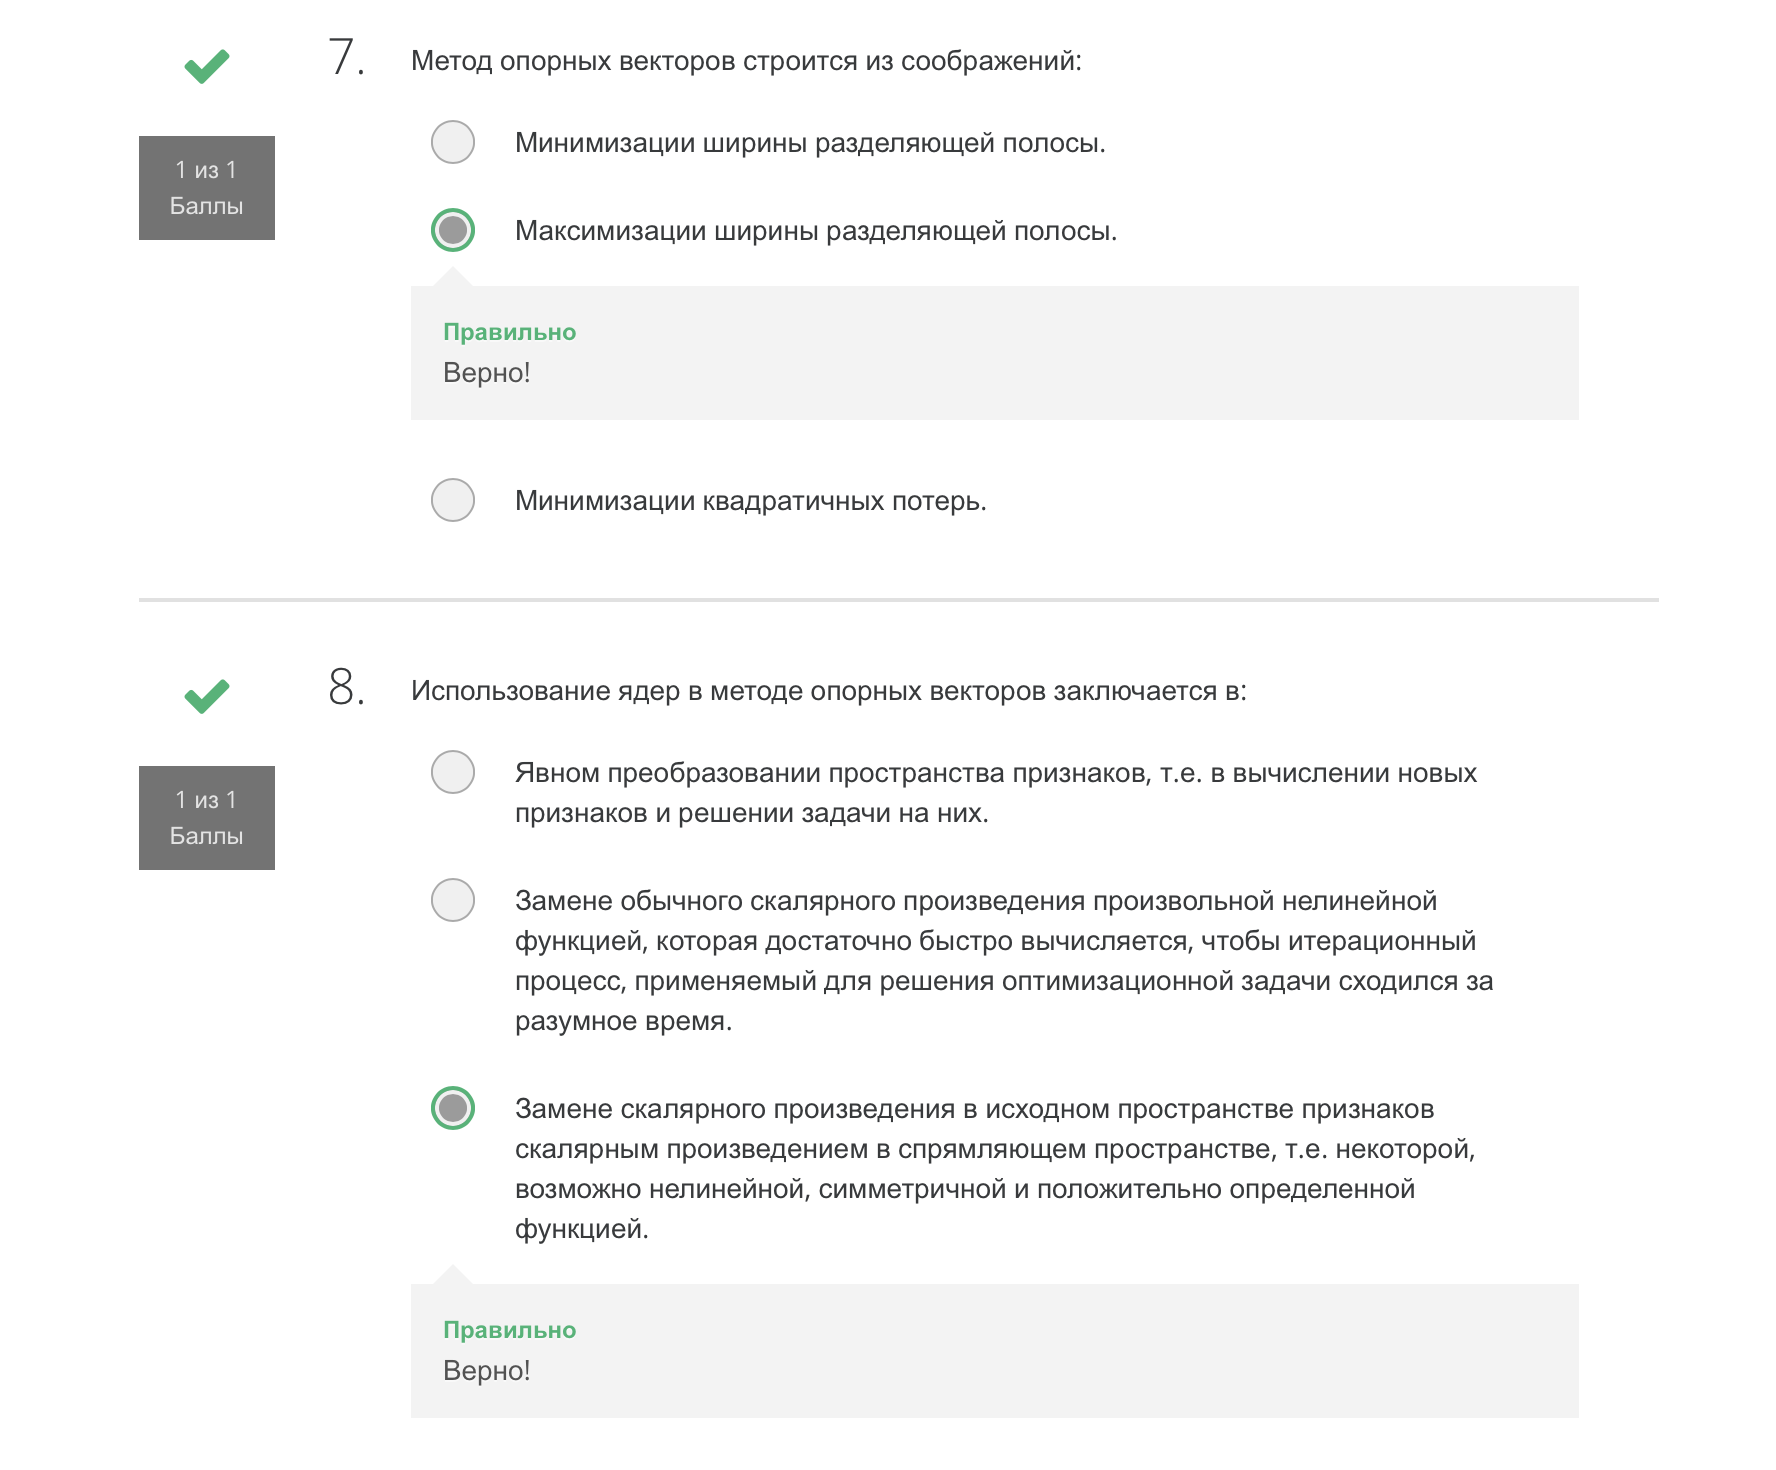 7. Метод опорных векторов строится из соображений:
1 из 1
Баллы
Минимизации ширины разделяющей полосы.
Максимизации ширины разделяющей полосы.
Правильно
Верно!
Минимизации квадратичных потерь.
8. Использование ядер в методе опорных векторов заключается в:
1 из 1
Баллы
Явном преобразовании пространства признаков, т.е. в вычислении новых
признаков и решении задачи на них.
Замене обычного скалярного произведения произвольной нелинейной
функцией, которая достаточно быстро вычисляется, чтобы итерационный
процесс, применяемый для решения оптимизационной задачи сходился за
разумное время.
Замене скалярного произведения в исходном пространстве признаков
скалярным произведением в спрямляющем пространстве, т.е. некоторой,
возможно нелинейной, симметричной и положительно определенной
функцией.
Правильно
Верно!